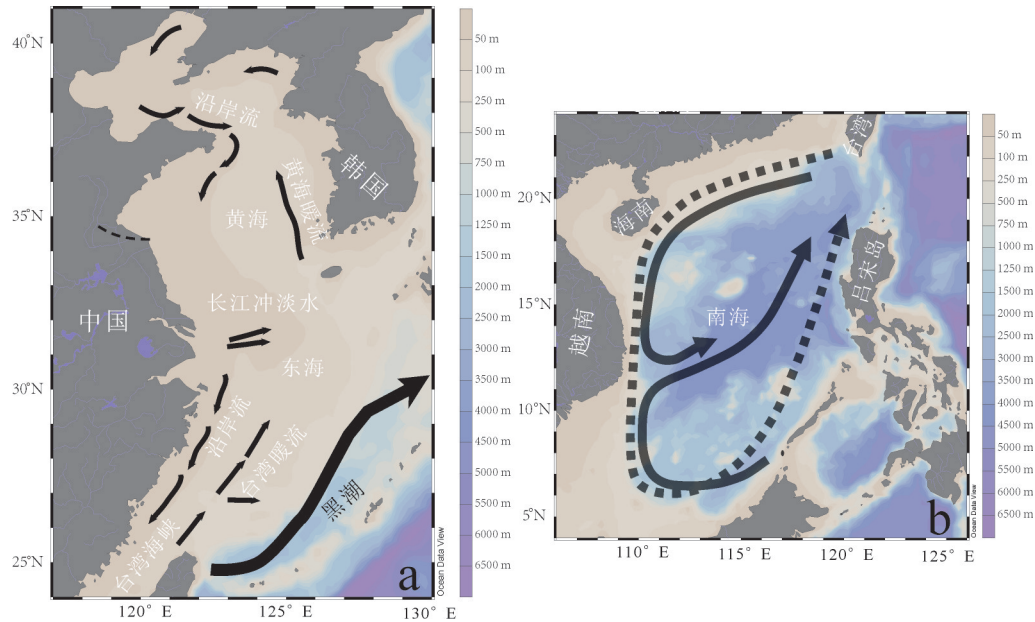 40°N
35°N
30°N
25°N
120° E
125° E
130° E
沿岸流
黄海暖流
韩国
黄海
长江冲淡水
中国
东海
沿岸流
台湾暖流
黑潮
台湾海峡
a
Ocean Data View
50 m
100 m
250 m
500 m
750 m
1000 m
1250 m
1500 m
2000 m
2500 m
3000 m
3500 m
4000 m
4500 m
5000 m
5500 m
6000 m
6500 m
20°N
15°N
10°N
5°N
110°E
115°E
120°E
125°E
台湾
海南
吕宋岛
越南
南海
b
Ocean Data View
50 m
100 m
250 m
500 m
750 m
1000 m
1250 m
1500 m
2000 m
2500 m
3000 m
3500 m
4000 m
4500 m
5000 m
5500 m
6000 m
6500 m